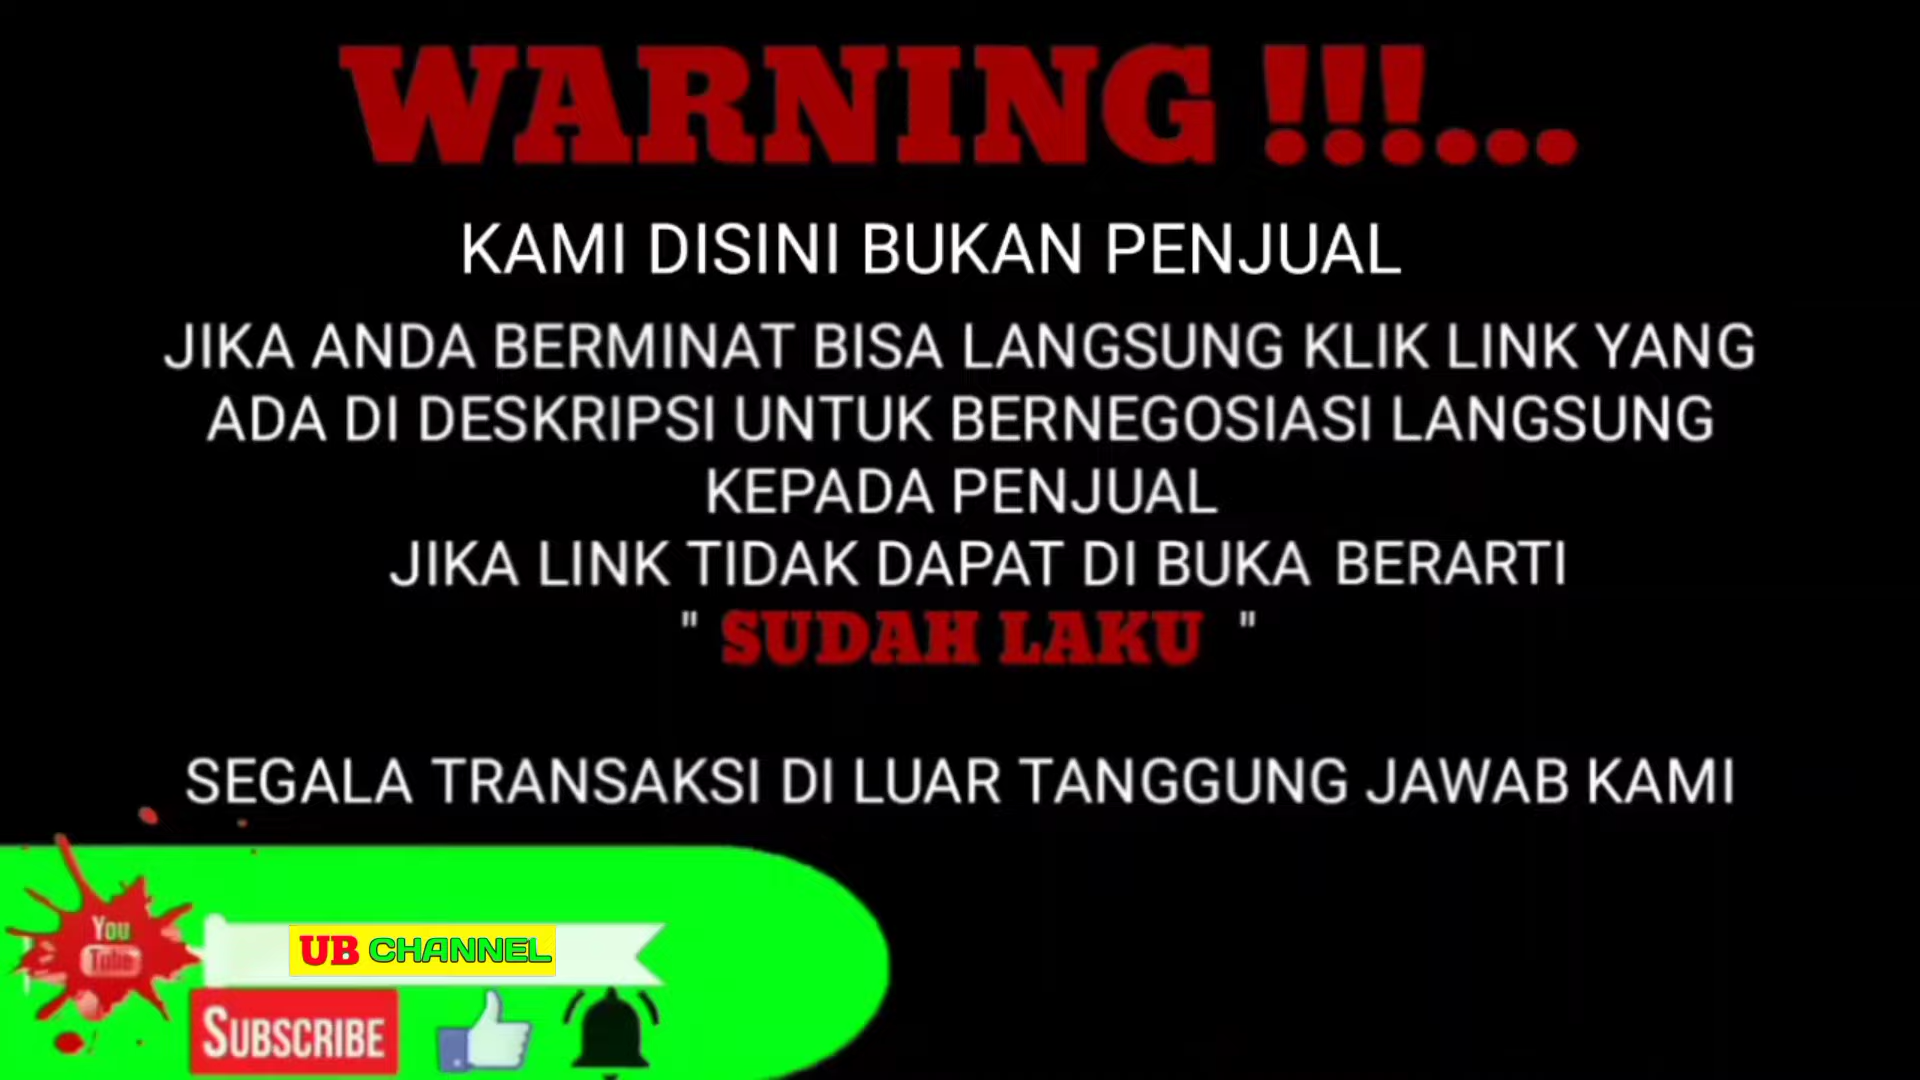 WARNING !!!...
KAMI DISINI BUKAN PENJUAL
JIKA ANDA BERMINAT BISA LANGSUNG KLIK LINK YANG
ADA DI DESKRIPSI UNTUK BERNEGOSIASI LANGSUNG
KEPADA PENJUAL
JIKA LINK TIDAK DAPAT DI BUKA BERARTI
" SUDAH LAKU "
SEGALA TRANSAKSI DI LUAR TANGGUNG JAWAB KAMI
You
Tube
UB CHANNEL
SUBSCRIBE